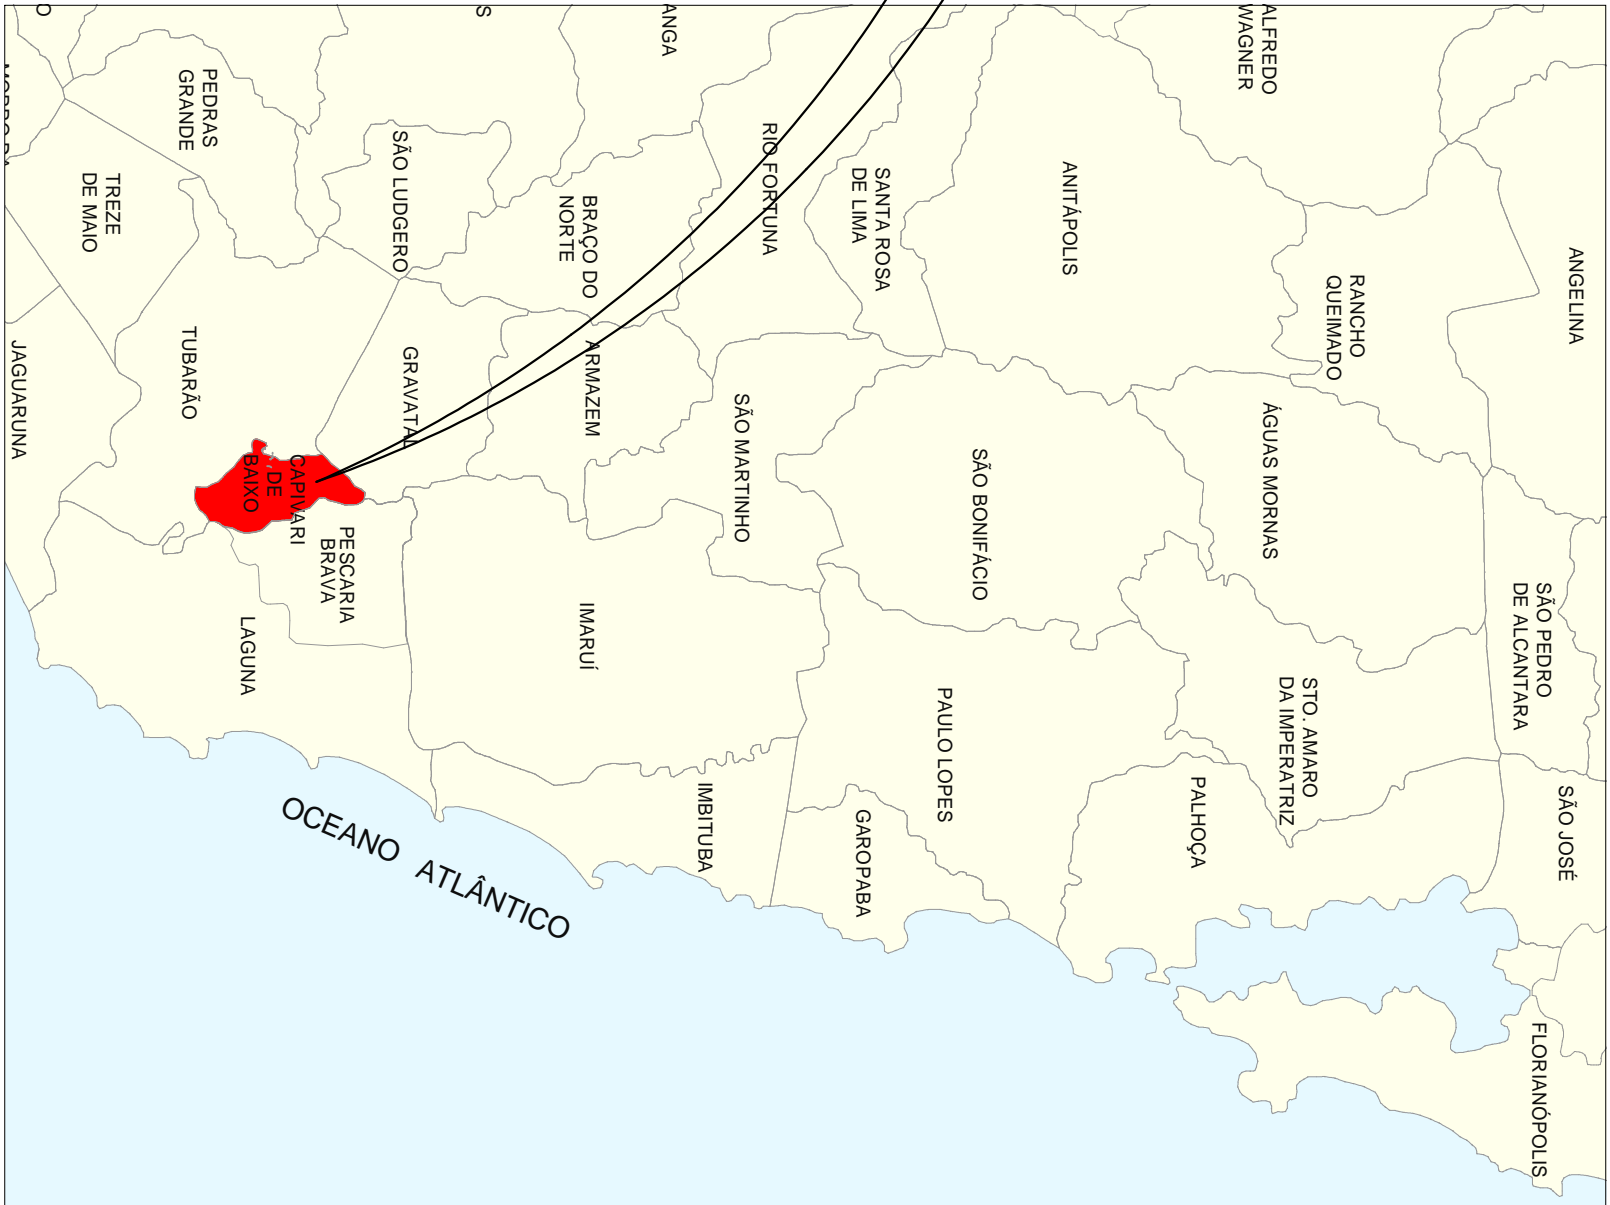 ALFREDO
WAGNER
ANGA
S
O
PEDRAS
GRANDE
SÃO LUDGERO
TREZE
DE MAIO
BRAÇO DO
NORTE
RIO FORTUNA
SANTA ROSA
DE LIMA
ANITÁPOLIS
RANCHO
QUEIMADO
ANGELINA
JAGUARUNA
TUBARÃO
GRAVATAL
ARMAZEM
SÃO MARTINHO
SÃO BONIFÁCIO
ÁGUAS MORNAS
CAPIVARI
DE
BAIXO
PESCARIA
BRAVA
LAGUNA
IMARUÍ
PAULO LOPES
STO. AMARO
DA IMPERATRIZ
SÃO PEDRO
DE ALCANTARA
IMBITUBA
GAROPABA
PALHOÇA
SÃO JOSÉ
FLORIANÓPOLIS
OCEANO ATLÂNTICO